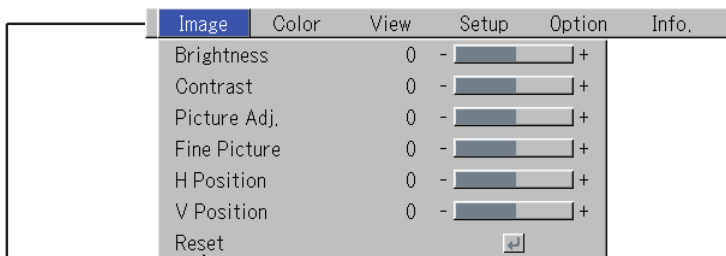 Image Color View Setup Option Info.
Brightness 0 - +
Contrast 0 - +
Picture Adj. 0 - +
Fine Picture 0 - +
H Position 0 - +
V Position 0 - +
Reset